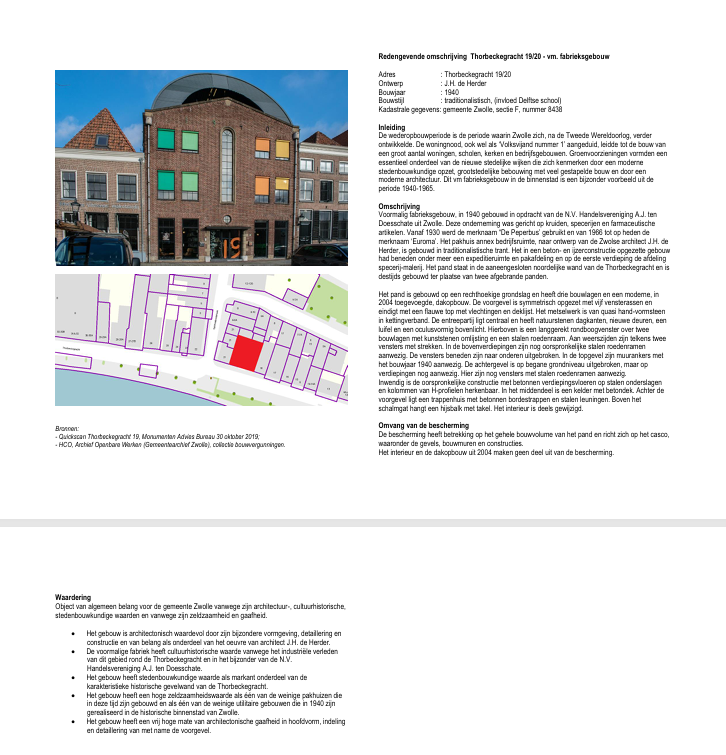 19
Bronnen:
- Quickscan Thorbeckegracht 19, Monumenten Advies Bureau 30 oktober 2019;
- HCO, Archief Openbare Werken (Gemeentearchief Zwolle), collectie bouwvergunningen.
Redengevende omschrijving  Thorbeckegracht 19/20 - vm. fabrieksgebouw
Adres : Thorbeckegracht 19/20
Ontwerp : J.H. de Herder
Bouwjaar : 1940
Bouwstijl : traditionalistisch, (invloed Delftse school)
Kadastrale gegevens: gemeente Zwolle, sectie F, nummer 8438
Inleiding
De wederopbouwperiode is de periode waarin Zwolle zich, na de Tweede Wereldoorlog, verder
ontwikkelde. De woningnood, ook wel als 'Volksvijand nummer 1' aangeduid, leidde tot de bouw van
een groot aantal woningen, scholen, kerken en bedrijfsgebouwen. Groenvoorzieningen vormden een
essentieel onderdeel van de nieuwe stedelijke wijken die zich kenmerken door een moderne
stedenbouwkundige opzet, grootstedelijke bebouwing met veel gestapelde bouw en door een
modern architectuur. Dit vm fabrieksgebouw in de binnenstad is een bijzonder voorbeeld uit de
periode 1940-1965.
Omschrijving
Voormalig fabrieksgebouw, in 1940 gebouwd in opdracht van de N.V. Handelsvereniging A.J. ten
Doesschate uit Zwolle. Deze onderneming was gericht op kruiden, specerijen en farmaceutische
artikelen. Vanaf 1930 werd de merknaam "De Peperbus' gebruikt en van 1966 tot op heden de
merknaam 'Euroma'. Het pakhuis annex bedrijfsruimte, naar ontwerp van de Zwolse architect J.H. de
Herder, is gebouwd in traditionalistische trant. Het in een beton- en ijzerconstructie opgezette gebouw
had beneden onder meer een expeditieruimte en pakafdeling en op de eerste verdieping de afdeling
specerij-malerij. Het pand staat in de aaneengesloten noordelijke wand van de Thorbeckegracht en is
destijds gebouwd ter plaatse van twee afgebrande panden.
Het pand is gebouwd op een rechthoekige grondslag en heeft drie bouwlagen en een moderne, in
2004 toegevoegde, dakopbouw. De voorgevel is symmetrisch opgezet met vijf vensterassen en
eindigt met een flauwe top met vlechtingen en deklijst. Het metselwerk is van quasi hand-vormsteen
in kettingverband. De entreepartij ligt centraal en heeft natuurstenen dagkanten, nieuwe deuren, een
luifel en een oculusvormig bovenlicht. Hierboven is een langgerekt rondboogvenster over twee
bouwlagen met kunststenen omlijsting en een stalen roedenraam. Aan weerszijden zijn telkens twee
vensters met strekken. In de bovenverdiepingen zijn nog oorspronkelijke stalen roedenramen
aanwezig. De vensters beneden zijn naar onderen uitgebroken. In de topgevel zijn muurankers met
het bouwjaar 1940 aanwezig. De achtergevel is op begane grondniveau uitgebroken, maar op
verdiepingen nog aanwezig. Hier zijn nog vensters met stalen roedenramen aanwezig.
Inwendig is de oorspronkelijke constructie met betonnen verdiepingsvloeren op stalen onderslagen
en kolommen van H-profielen herkenbaar. In het middendeel is een kelder met betondek. Achter de
voorgevel ligt een trappenhuis met betonnen bordestrappen en stalen leuningen. Boven het
schalmgat hangt een hijsbalk met takel. Het interieur is deels gewijzigd.
Omvang van de bescherming
De bescherming heeft betrekking op het gehele bouwvolume van het pand en richt zich op het casco,
waaronder de gevels, bouwmuren en constructies.
Het interieur en de dakopbouw uit 2004 maken geen deel uit van de bescherming.
Waardering
Object van algemeen belang voor de gemeente Zwolle vanwege zijn architectuur-, cultuurhistorische,
stedenbouwkundige waarden en vanwege zijn zeldzaamheid en gaafheid.
• Het gebouw is architectonisch waardevol door zijn bijzondere vormgeving, detaillering en
constructie en van belang als onderdeel van het oeuvre van architect J.H. de Herder.
• De voormalige fabriek heeft cultuurhistorische waarde vanwege het industriële verleden
van dit gebied rond de Thorbeckegracht en in het bijzonder van de N.V.
Handelsvereniging A.J. ten Doesschate.
• Het gebouw heeft stedenbouwkundige waarde als markant onderdeel van de
karakteristieke historische gevelwand van de Thorbeckegracht.
• Het gebouw heeft een hoge zeldzaamheidswaarde als één van de weinige pakhuizen die
in deze tijd zijn gebouwd en als één van de weinige utilitaire gebouwen die in 1940 zijn
gerealiseerd in de historische binnenstad van Zwolle.
• Het gebouw heeft een vrij hoge mate van architectonische gaafheid in hoofdvorm, indeling
en detaillering van met name de voorgevel.